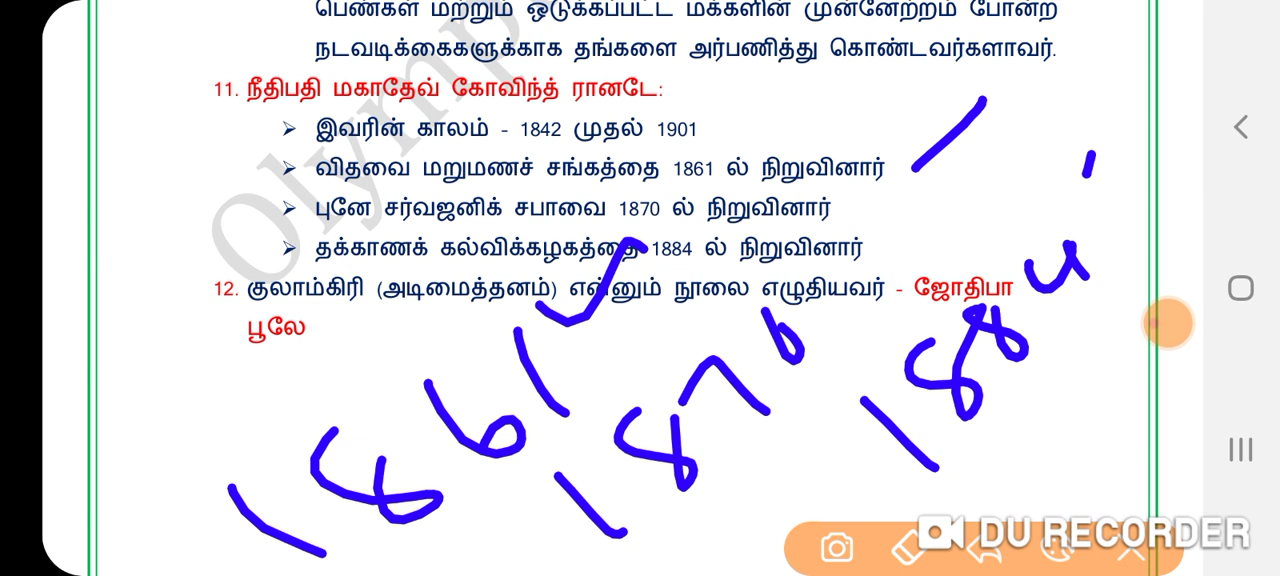 பெண்கள் மற்றும் ஒடுக்கப்பட்ட மக்களின் முன்னேற்றம் போன்ற
நடவடிக்கைகளுக்காக தங்களை அர்பணித்து கொண்டவர்களாவர்.
11. நீதிபதி மகாதேவ் கோவிந்த் ரானடே:
➢ இவரின் காலம் - 1842 முதல் 1901
➢ விதவை மறுமணச் சங்கத்தை 1861 ல் நிறுவினார்
➢ புனே சர்வஜனிக் சபாவை 1870 ல் நிறுவினார்
➢ தக்காணக் கல்விக்கழகத்தை 1884 ல் நிறுவினார்
12. குலாம்கிரி (அடிமைத்தனம்) என்னும் நூலை எழுதியவர் - ஜோதிபா
பூலே
Olymp
1861
1870
1884
DU RECORDER